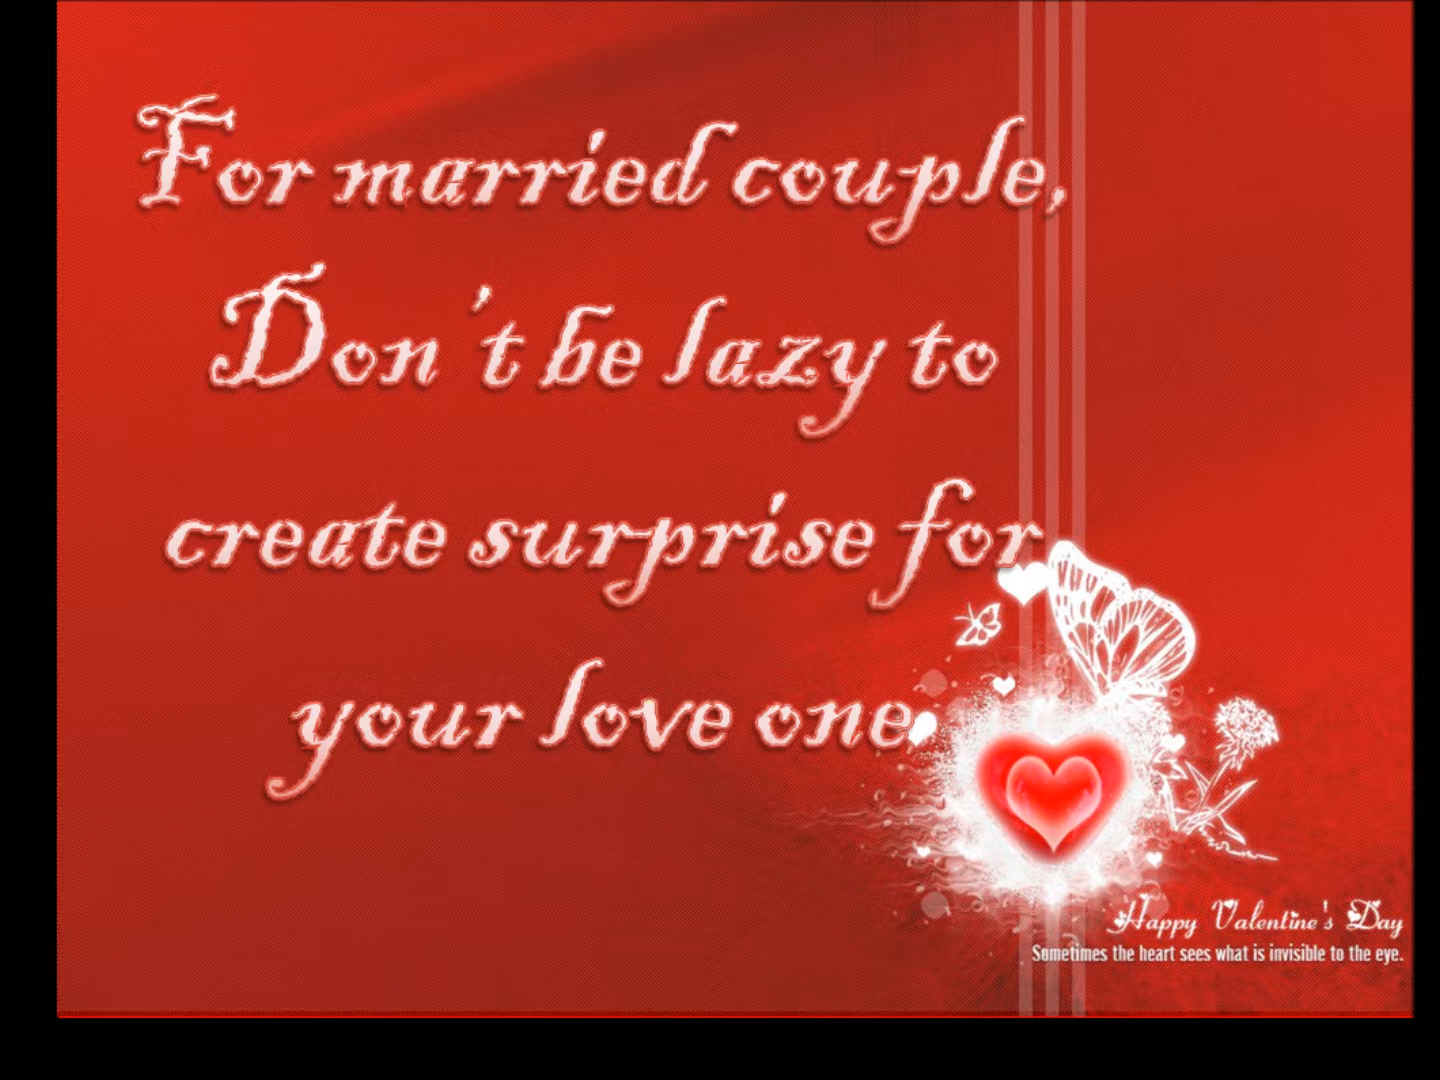 For married couple,
Don't be lazy to
create surprise for
your love one
Happy Valentine's Day
Sometimes the heart sees what is invisible to the eye.